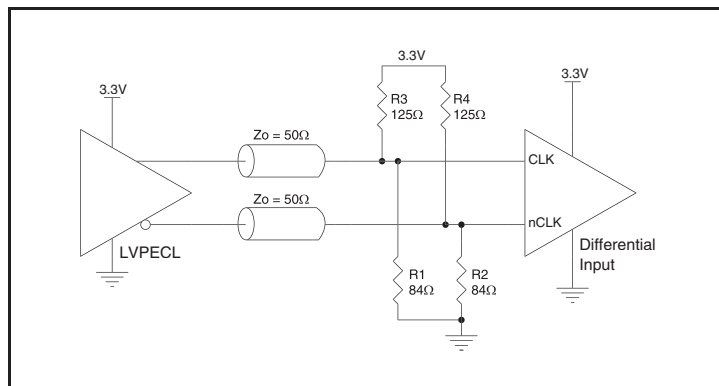 3.3V
3.3V
3.3V
R3
125Ω
R4
125Ω
Zo = 50Ω
CLK
Zo = 50Ω
nCLK
LVPECL
Differential
Input
R1
84Ω
R2
84Ω